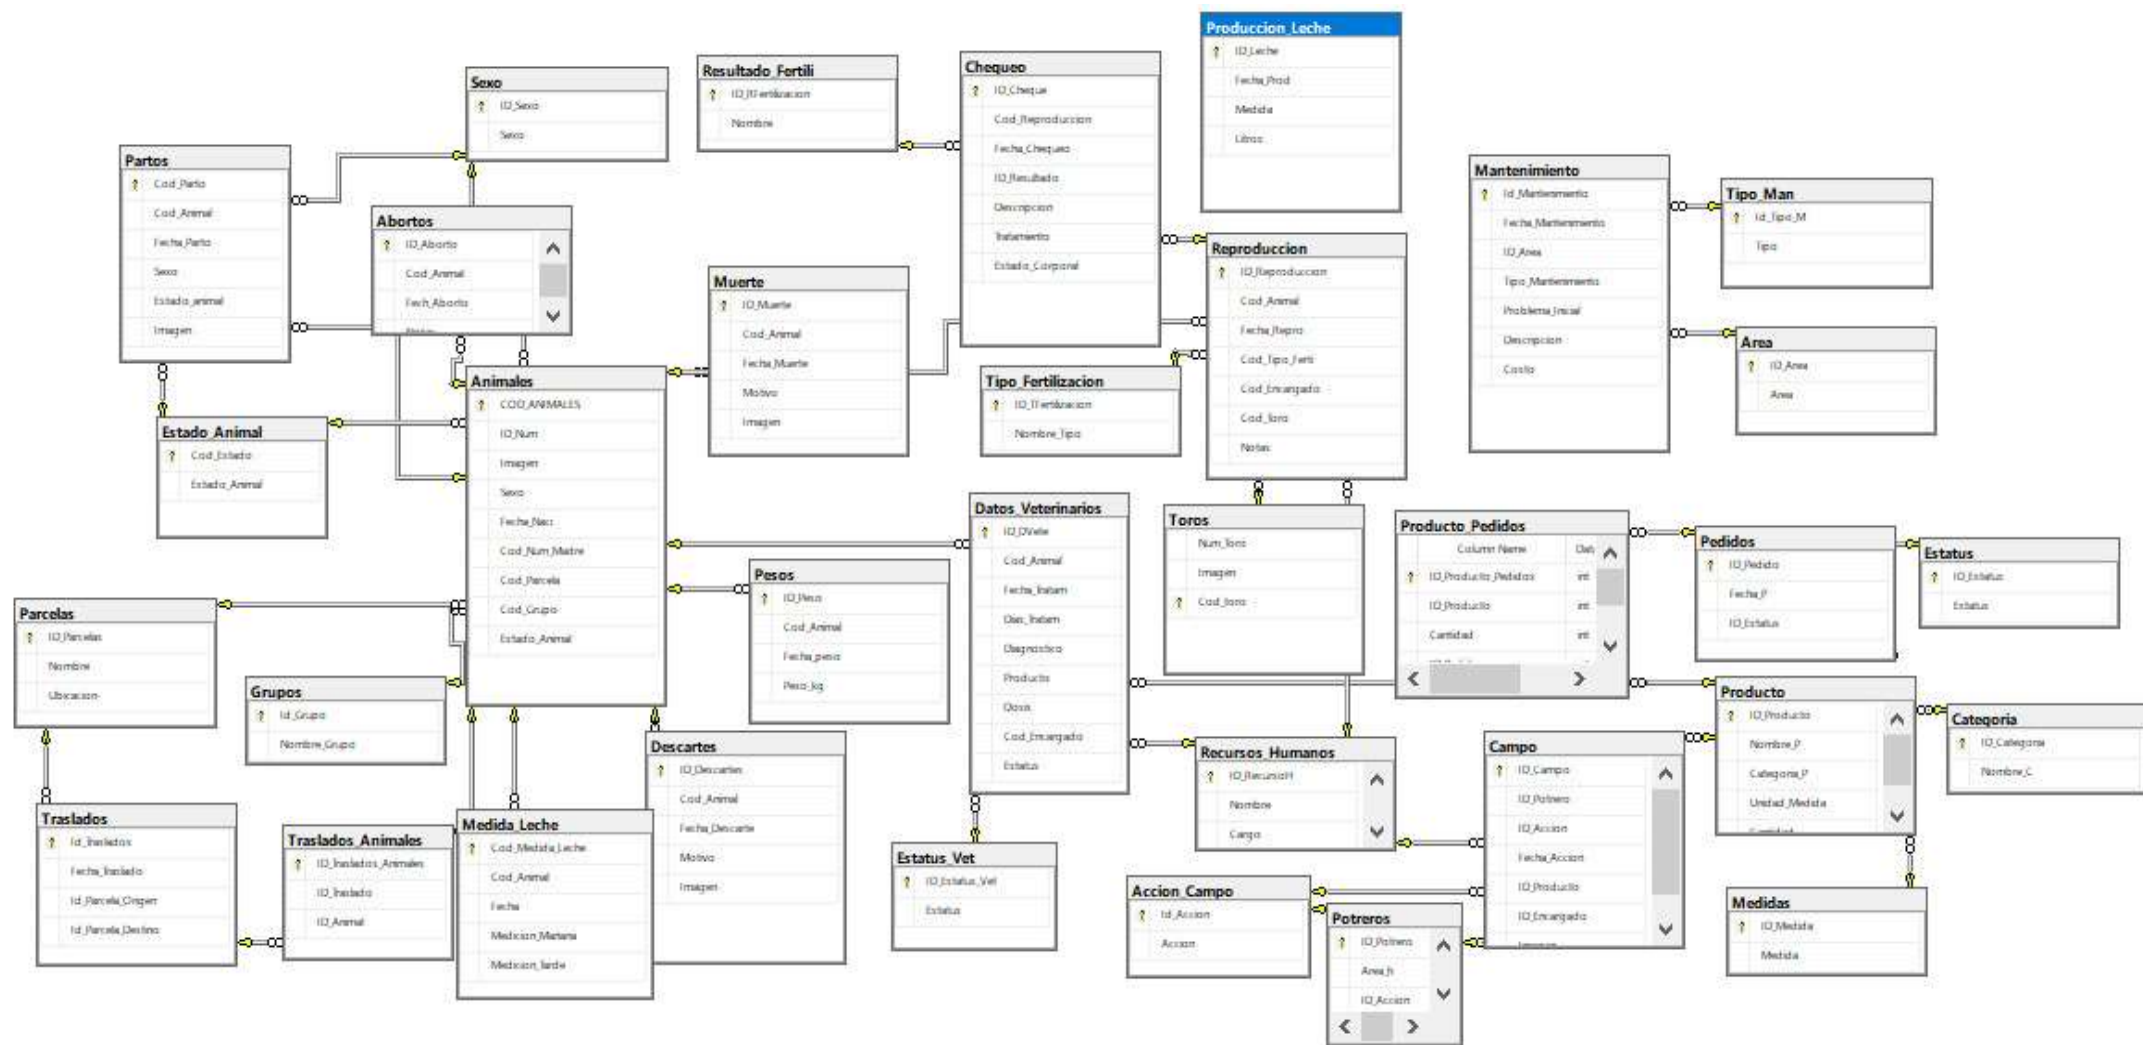 Produccion_Leche
ID_Leche
Fecha_Prod
Medida
Litros
Sexo
ID_Sexo
Sexo
Resultado_Fertili
ID_RFertilizacion
Nombre
Chequeo
ID_Cheque
Cod_Reproduccion
Fecha_Chequeo
ID_Resultado
Descripcion
Tratamiento
Estado_Corporal
Partos
Cod_Parto
Cod_Animal
Fecha_Parto
Sexo
Estado_animal
Imagen
Abortos
ID_Aborto
Cod_Animal
Fech_Aborto
Mantenimiento
Id_Mantenimiento
Fecha_Mantenimiento
ID_Area
Tipo_Mantenimiento
Problema_Inicial
Descripcion
Costo
Tipo_Man
Id_Tipo_M
Tipo
Reproduccion
ID_Reproduccion
Cod_Animal
Fecha_Repro
Cod_Tipo_Ferti
Cod_Encargado
Cod_Toro
Notas
Muerte
ID_Muerte
Cod_Animal
Fecha_Muerte
Motivo
Imagen
Area
ID_Area
Area
Animales
COD_ANIMALES
ID_Num
Imagen
Sexo
Fecha_Naci
Cod_Num_Madre
Cod_Parcela
Cod_Grupo
Estado_Animal
Tipo_Fertilizacion
ID_TFertilizacion
Nombre_Tipo
Estado_Animal
Cod_Estado
Estado_Animal
Datos_Veterinarios
ID_DVete
Cod_Animal
Fecha_Tratam
Dias_Tratam
Diagnostico
Producto
Dosis
Cod_Encargado
Estatus
Toros
Num_Toro
Imagen
Cod_Toro
Producto_Pedidos
Column Name
ID_Producto_Pedidos int
ID_Producto int
Cantidad int
Pedidos
ID_Pedido
Fecha_P
ID_Estatus
Estatus
ID_Estatus
Estatus
Pesos
ID_Peso
Cod_Animal
Fecha_peso
Peso_kg
Parcelas
ID_Parcelas
Nombre
Ubicacion
Grupos
Id_Grupo
Nombre_Grupo
Producto
ID_Producto
Nombre_P
Categoria_P
Unidad_Medida
Cantidad
Categoria
ID_Categoria
Nombre_C
Descartes
ID_Descartes
Cod_Animal
Fecha_Descarte
Motivo
Imagen
Recursos_Humanos
ID_RecursoH
Nombre
Cargo
Campo
ID_Campo
ID_Potrero
ID_Accion
Fecha_Accion
ID_Producto
ID_Encargado
Imagen
Traslados
Id_Traslados
Fecha_Traslado
Id_Parcela_Origen
Id_Parcela_Destino
Traslados_Animales
ID_Traslados_Animales
ID_Traslado
ID_Animal
Medida_Leche
Cod_Medida_Leche
Cod_Animal
Fecha
Medicion_Manana
Medicion_Tarde
Estatus_Vet
ID_Estatus_Vet
Estatus
Accion_Campo
Id_Accion
Accion
Potreros
ID_Potrero
Area_h
ID_Accion
Medidas
ID_Medida
Medida